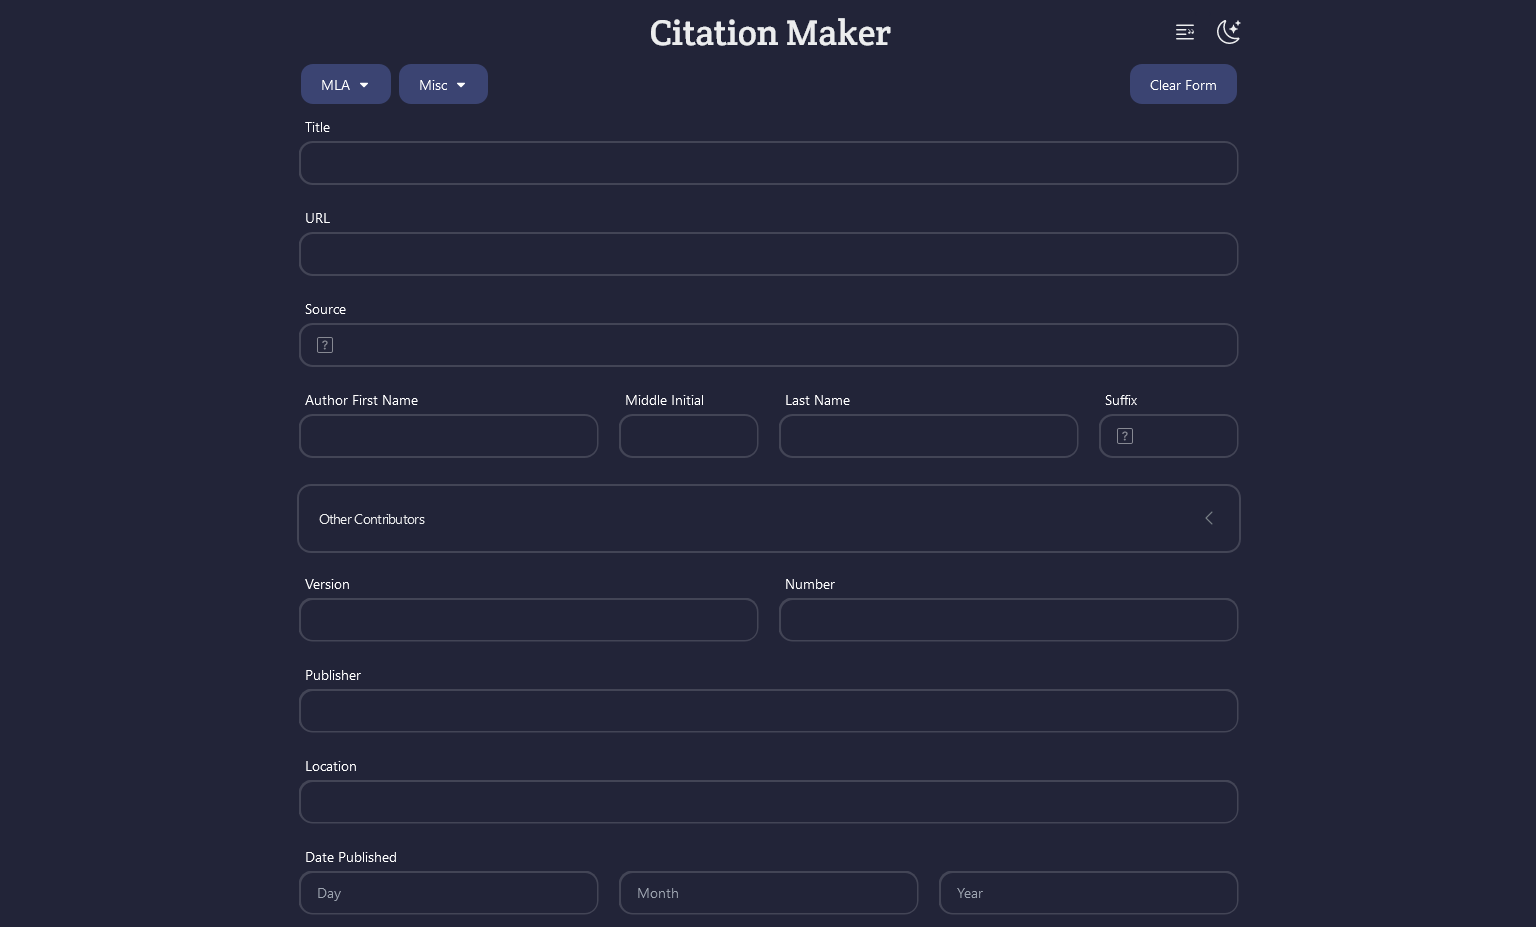 Citation Maker
MLA
Misc
Clear Form
Title
URL
Source
?
Author First Name
Middle Initial
Last Name
Suffix
?
Other Contributors
Version
Number
Publisher
Location
Date Published
Day
Month
Year